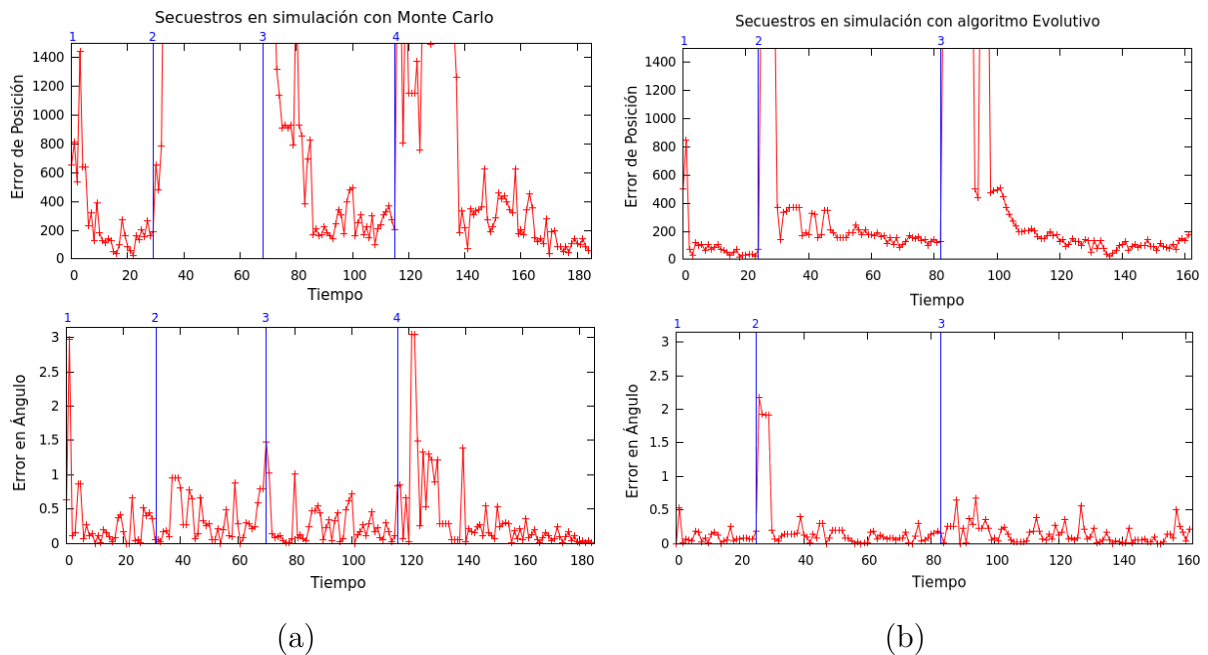 Secuestros en simulación con Monte Carlo
1 2 3 4
1400
1200
1000
800
600
400
200
0
Error de Posición
0 20 40 60 80 100 120 140 160 180
Tiempo
1 2 3 4
3
2.5
2
1.5
1
0.5
0
Error en Ángulo
0 20 40 60 80 100 120 140 160 180
Tiempo
(a)
Secuestros en simulación con algoritmo Evolutivo
1 2 3
1400
1200
1000
800
600
400
200
0
Error de Posición
0 20 40 60 80 100 120 140 160
Tiempo
1 2 3
3
2.5
2
1.5
1
0.5
0
Error en Ángulo
0 20 40 60 80 100 120 140 160
Tiempo
(b)